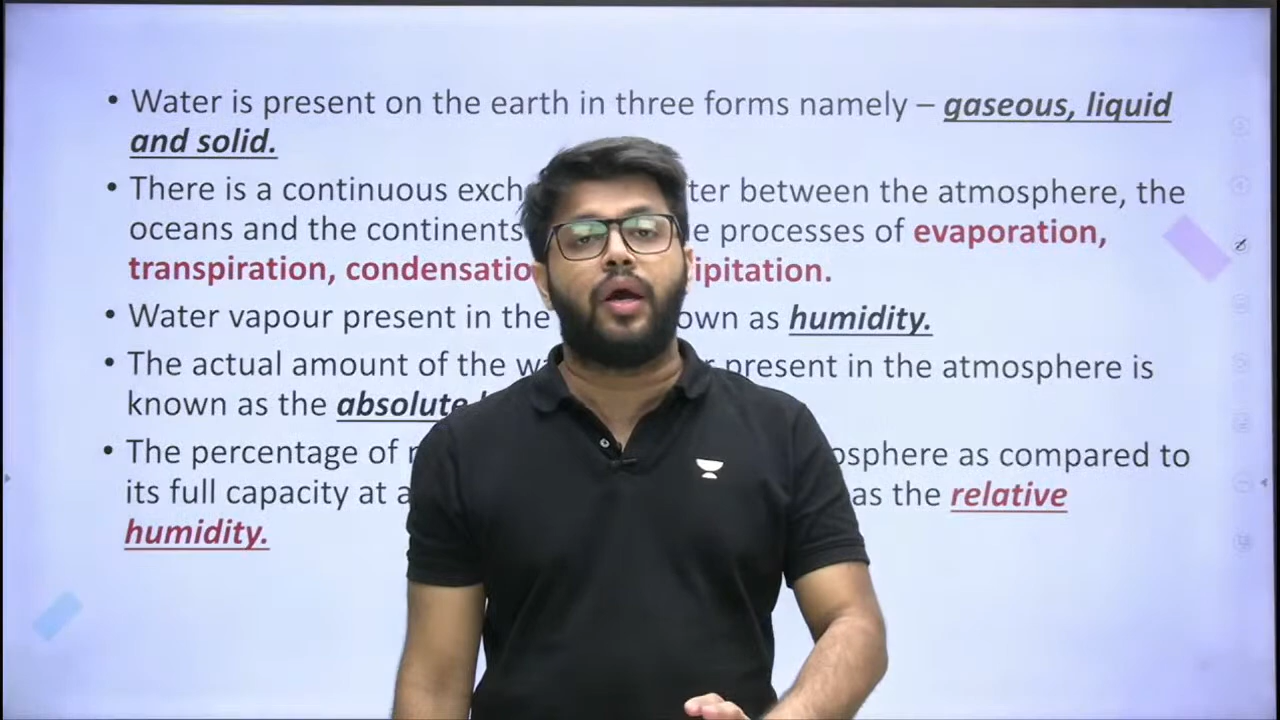 • Water is present on the earth in three forms namely – gaseous, liquid
and solid.
• There is a continuous ter between the atmosphere, the
oceans and the continents processes of evaporation,
transpiration, ipitation.
• Water vapour present in the own as humidity.
• The actual amount of the present in the atmosphere is
known as the absolute
• The percentage of osphere as compared to
its full capacity at as the relative
humidity.